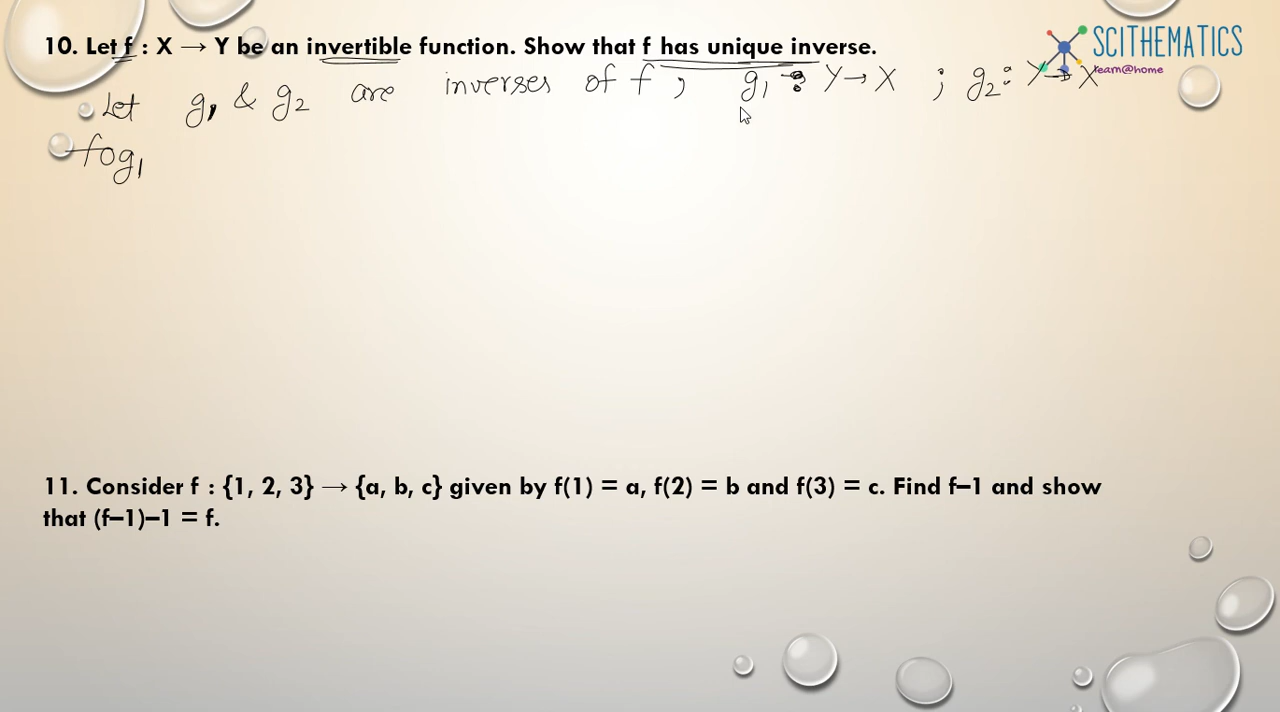 10. Let f : X → Y be an invertible function. Show that f has unique inverse.
SCITHEMATICS
team@home
Let g₁ & g₂ are inverses of f ; g₁ : Y → X ; g₂ : Y → X
fog₁
11. Consider f : {1, 2, 3} → {a, b, c} given by f(1) = a, f(2) = b and f(3) = c. Find f–1 and show
that (f–1)–1 = f.